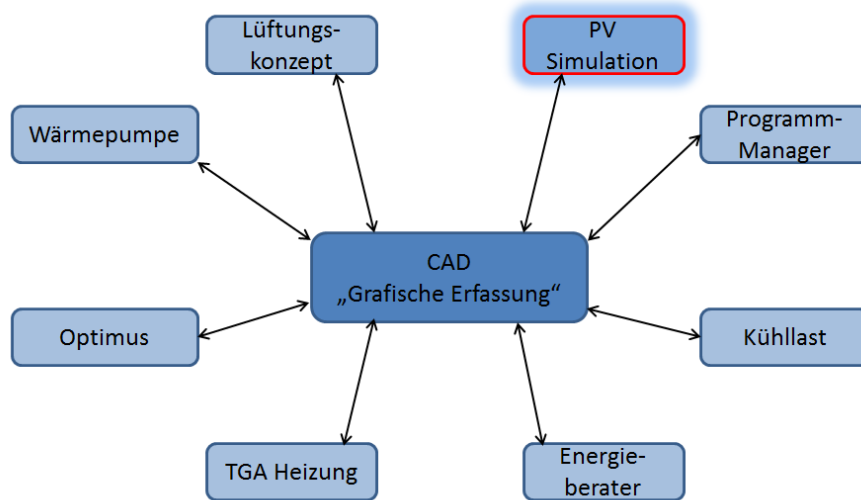 Lüftungs-
konzept
PV
Simulation
Wärmepumpe
Programm-
Manager
CAD
„Grafische Erfassung“
Optimus
Kühllast
TGA Heizung
Energie-
berater